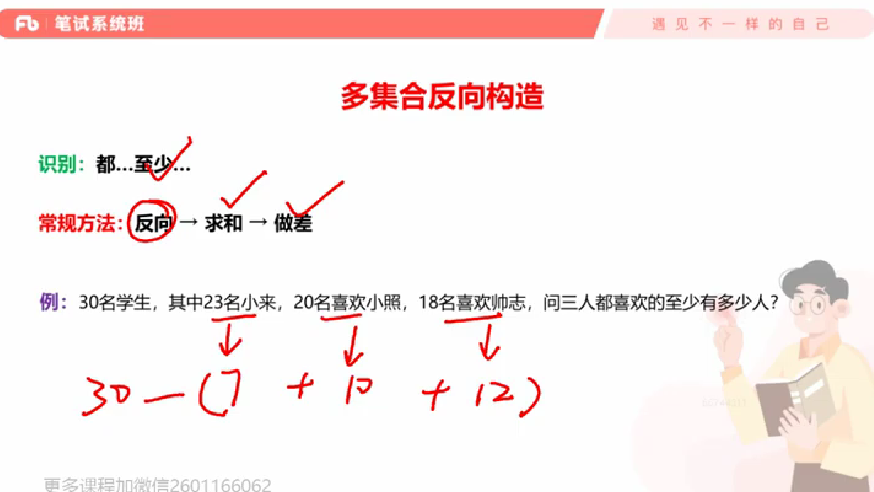 Fb 笔试系统班
遇见不一样的自己
多集合反向构造
识别：都…至少…
常规方法：反向→求和→做差
例：30名学生，其中23名小来，20名喜欢小照，18名喜欢帅志，问三人都喜欢的至少有多少人？
30-(7+10+12)
更多课程加微信2601166062